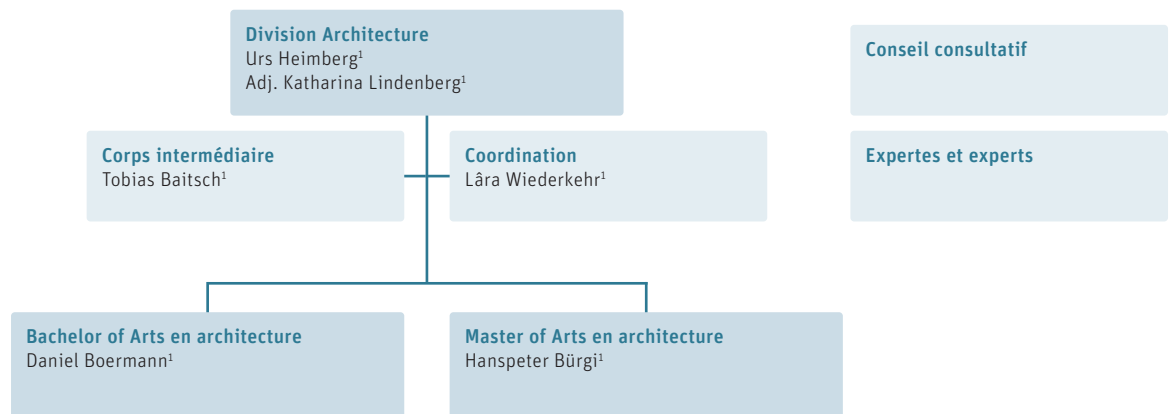 Division Architecture
Urs Heimberg¹
Adj. Katharina Lindenberg¹
Conseil consultatif
Corps intermédiaire
Tobias Baitsch¹
Coordination
Lâra Wiederkehr¹
Expertes et experts
Bachelor of Arts en architecture
Daniel Boermann¹
Master of Arts en architecture
Hanspeter Bürgi¹